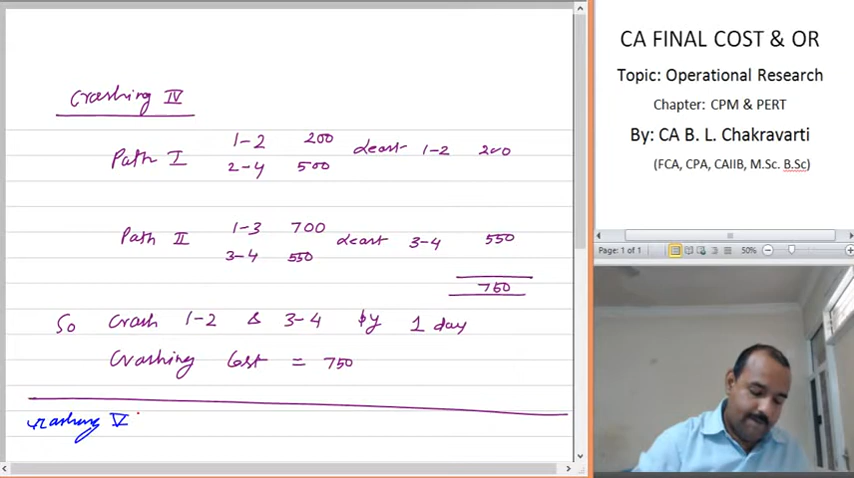 Crashing IV
1-2 200
Path I Least 1-2 200
2-4 500
1-3 700
Path II Least 3-4 550
3-4 550
750
So Crash 1-2 & 3-4 by 1 day
Crashing Cost = 750
Crashing V
CA FINAL COST & OR
Topic: Operational Research
Chapter: CPM & PERT
By: CA B. L. Chakravarti
(FCA, CPA, CAIIB, M.Sc. B.Sc)
Page: 1 of 1 50%